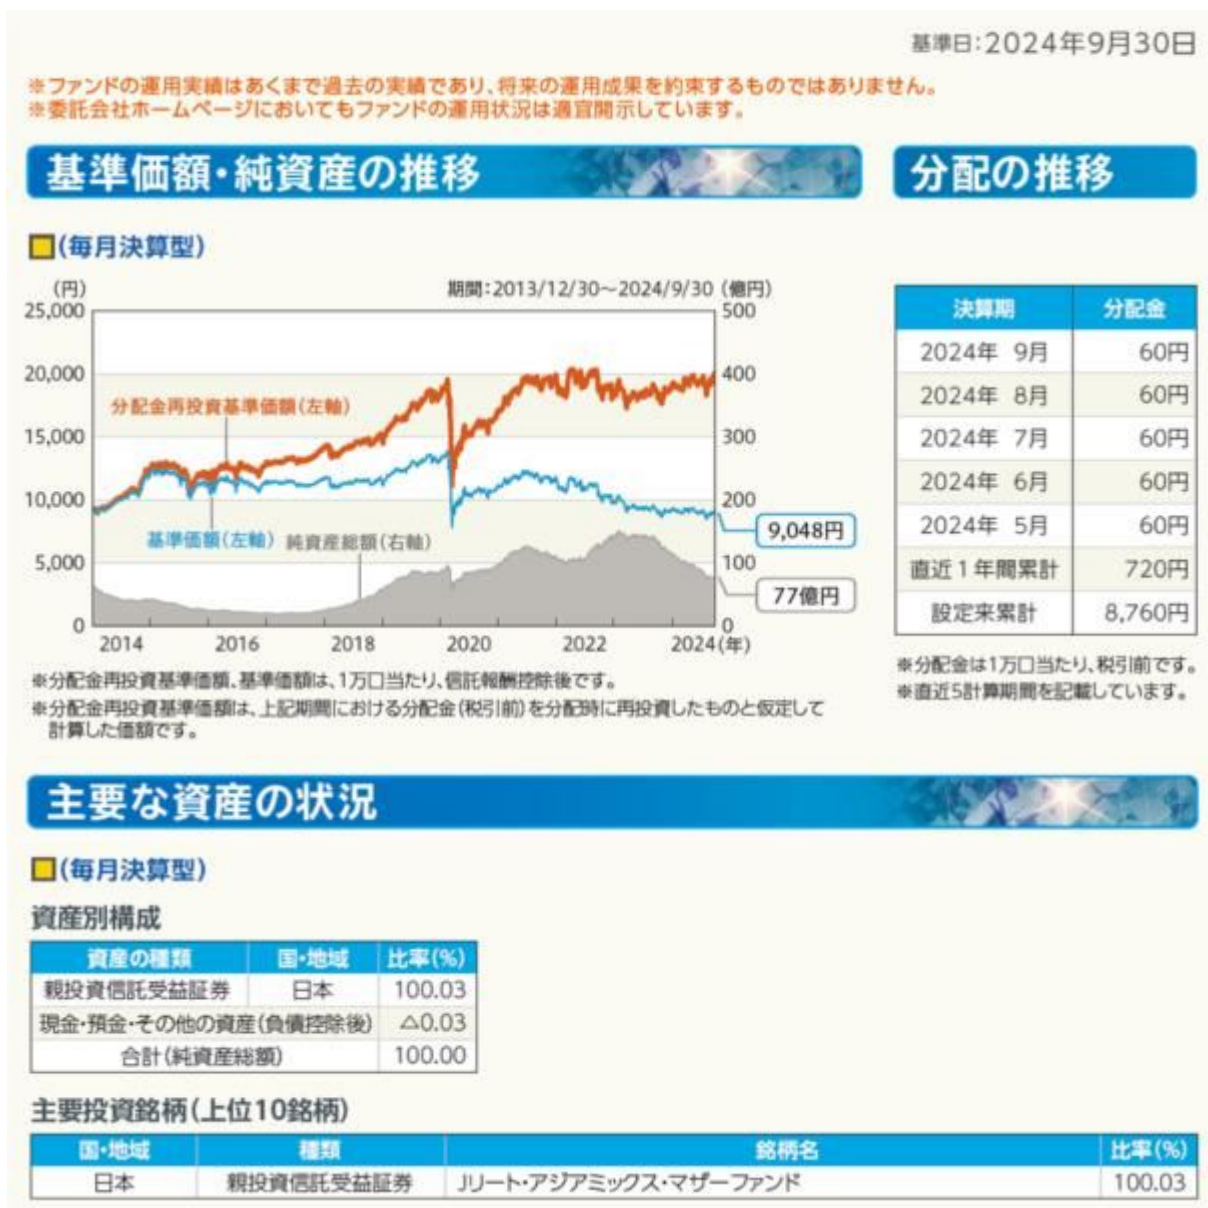 基準日:2024年9月30日
※ファンドの運用実績はあくまで過去の実績であり、将来の運用成果を約束するものではありません。
※委託会社ホームページにおいてもファンドの運用状況は適宜開示しています。
基準価額・純資産の推移
分配の推移
(毎月決算型)
(円)
期間:2013/12/30~2024/9/30
(億円)
25,000
20,000
15,000
10,000
5,000
0
500
400
300
200
100
0
分配金再投資基準価額(左軸)
基準価額(左軸)
純資産総額(右軸)
9,048円
77億円
2014 2016 2018 2020 2022 2024(年)
※分配金再投資基準価額、基準価額は、1万口当たり、信託報酬控除後です。
※分配金再投資基準価額は、上記期間における分配金(税引前)を分配時に再投資したものと仮定して
計算した価額です。
決算期 分配金
2024年 9月 60円
2024年 8月 60円
2024年 7月 60円
2024年 6月 60円
2024年 5月 60円
直近1年間累計 720円
設定来累計 8,760円
※分配金は1万口当たり、税引前です。
※直近5計算期間を記載しています。
主要な資産の状況
(毎月決算型)
資産別構成
資産の種類 国・地域 比率(%)
親投資信託受益証券 日本 100.03
現金・預金・その他の資産(負債控除後) △0.03
合計(純資産総額) 100.00
主要投資銘柄(上位10銘柄)
国・地域 種類 銘柄名 比率(%)
日本 親投資信託受益証券 Jリート・アジアミックス・マザーファンド 100.03